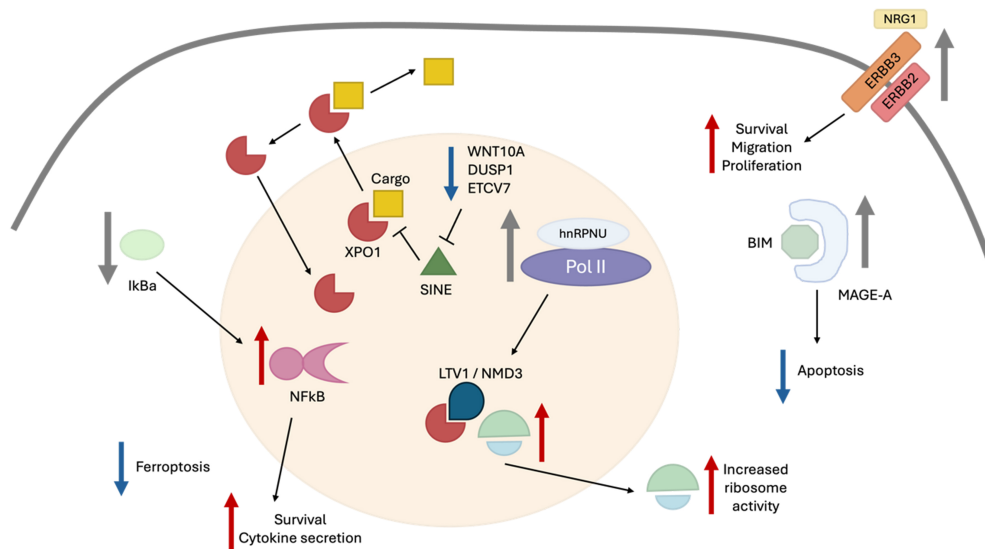 NRG1
ERBB3
ERBB2
Survival
Migration
Proliferation
WNT10A
DUSP1
ETCV7
Cargo
XPO1
SINE
hnRPNU
Pol II
BIM
MAGE-A
IkBa
NFkB
LTV1 / NMD3
Apoptosis
Ferroptosis
Survival
Cytokine secretion
Increased
ribosome
activity